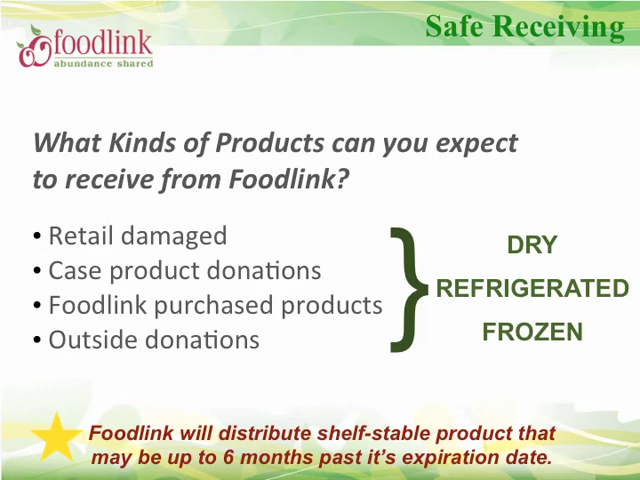 Safe Receiving
foodlink
abundance shared
What Kinds of Products can you expect
to receive from Foodlink?
• Retail damaged
• Case product donations
• Foodlink purchased products
• Outside donations
}
DRY
REFRIGERATED
FROZEN
Foodlink will distribute shelf-stable product that
may be up to 6 months past it's expiration date.